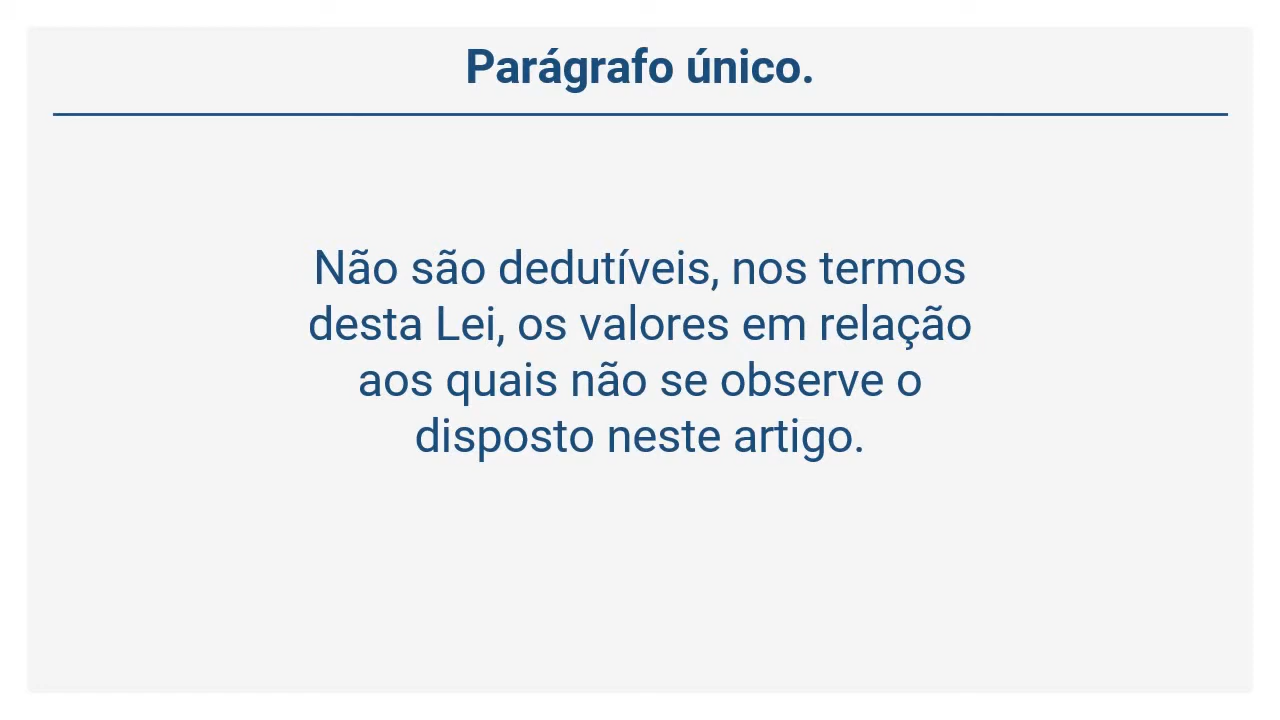 Parágrafo único.
Não são dedutíveis, nos termos
desta Lei, os valores em relação
aos quais não se observe o
disposto neste artigo.